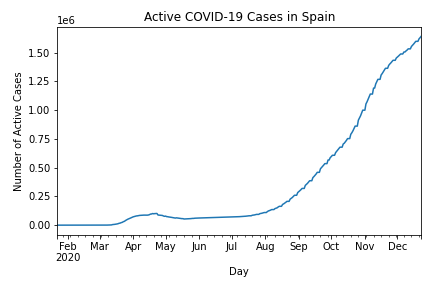 Active COVID-19 Cases in Spain
1e6
1.50
1.25
1.00
0.75
0.50
0.25
0.00
Number of Active Cases
Feb Mar Apr May Jun Jul Aug Sep Oct Nov Dec
2020
Day